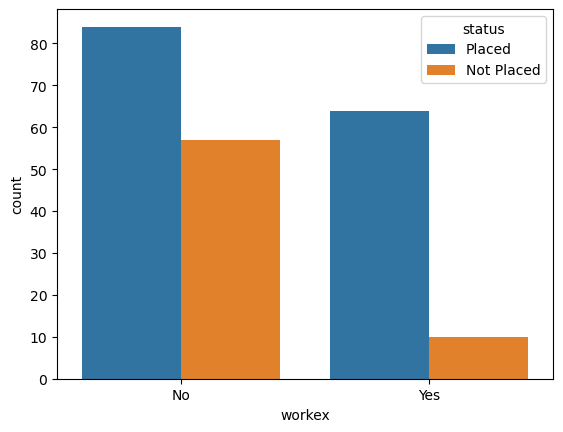 status
Placed
Not Placed
80
70
60
50
40
30
20
10
0
count
No
Yes
workex